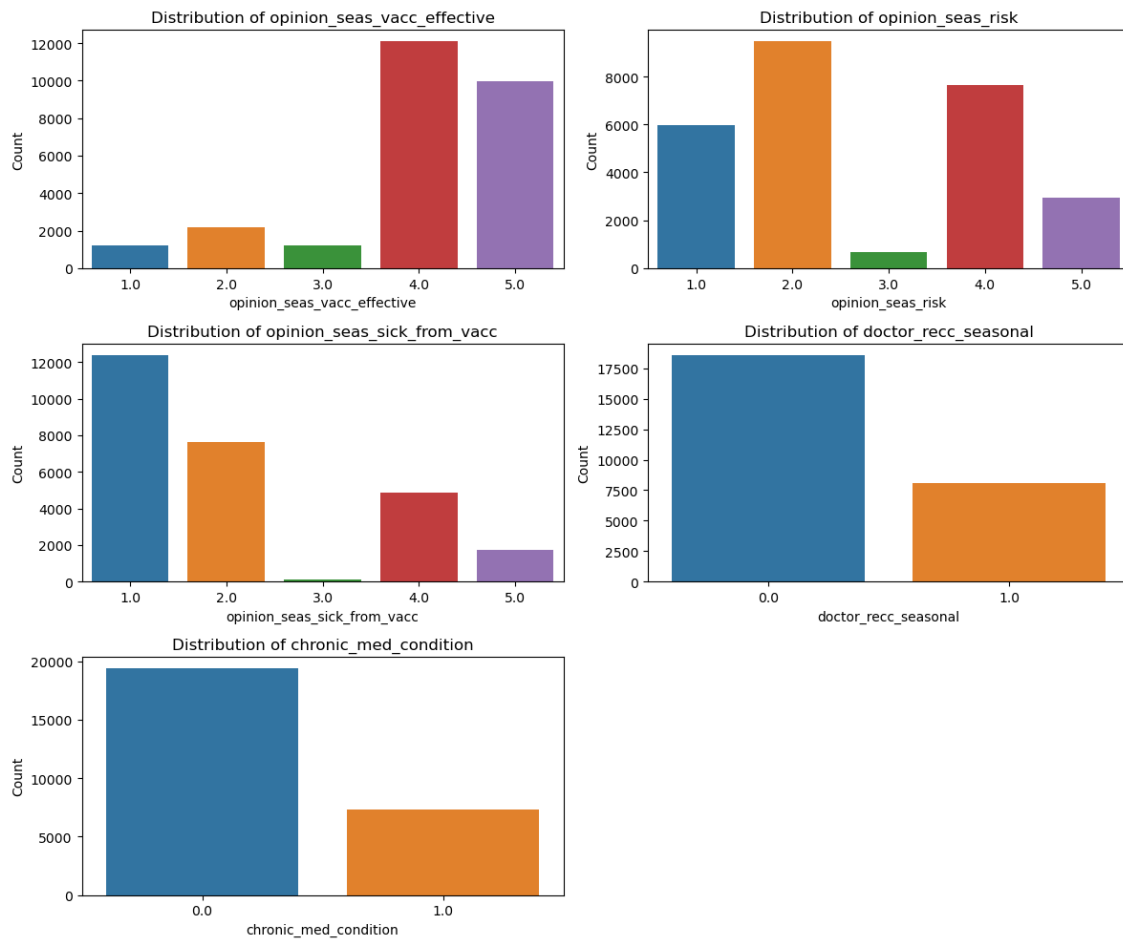 Distribution of opinion_seas_vacc_effective
12000
10000
8000
6000
4000
2000
0
Count
1.0 2.0 3.0 4.0 5.0
opinion_seas_vacc_effective
Distribution of opinion_seas_risk
8000
6000
4000
2000
0
Count
1.0 2.0 3.0 4.0 5.0
opinion_seas_risk
Distribution of opinion_seas_sick_from_vacc
12000
10000
8000
6000
4000
2000
0
Count
1.0 2.0 3.0 4.0 5.0
opinion_seas_sick_from_vacc
Distribution of doctor_recc_seasonal
17500
15000
12500
10000
7500
5000
2500
0
Count
0.0 1.0
doctor_recc_seasonal
Distribution of chronic_med_condition
20000
15000
10000
5000
0
Count
0.0 1.0
chronic_med_condition